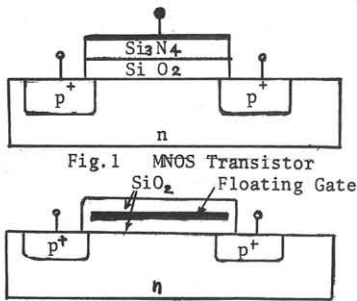 Si3N4
Si O2
p+ p+
n
Fig.1 MNOS Transistor
SiO2 Floating Gate
p+ p+
n